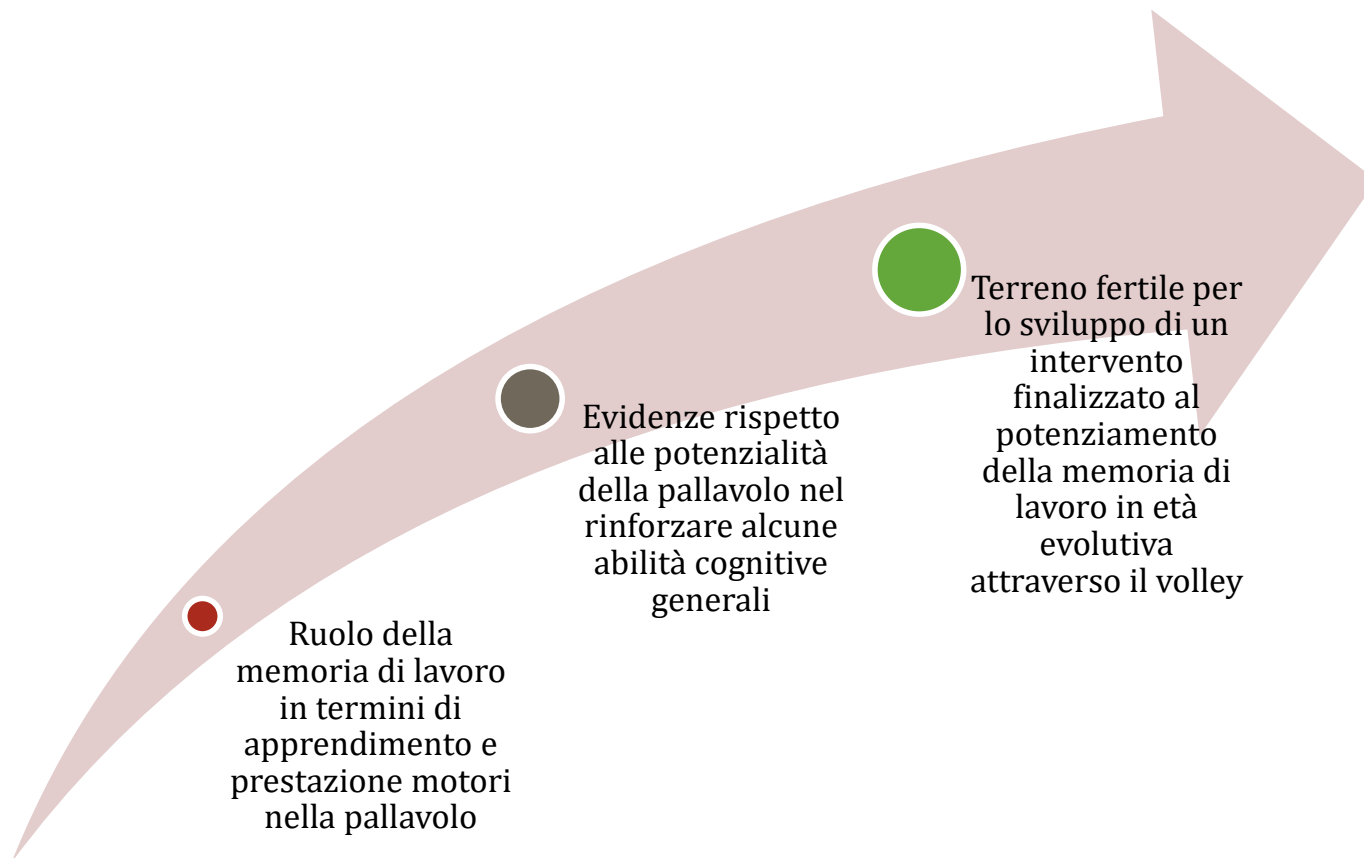 Ruolo della
memoria di lavoro
in termini di
apprendimento e
prestazione motori
nella pallavolo
Evidenze rispetto
alle potenzialità
della pallavolo nel
rinforzare alcune
abilità cognitive
generali
Terreno fertile per
lo sviluppo di un
intervento
finalizzato al
potenziamento
della memoria di
lavoro in età
evolutiva
attraverso il volley